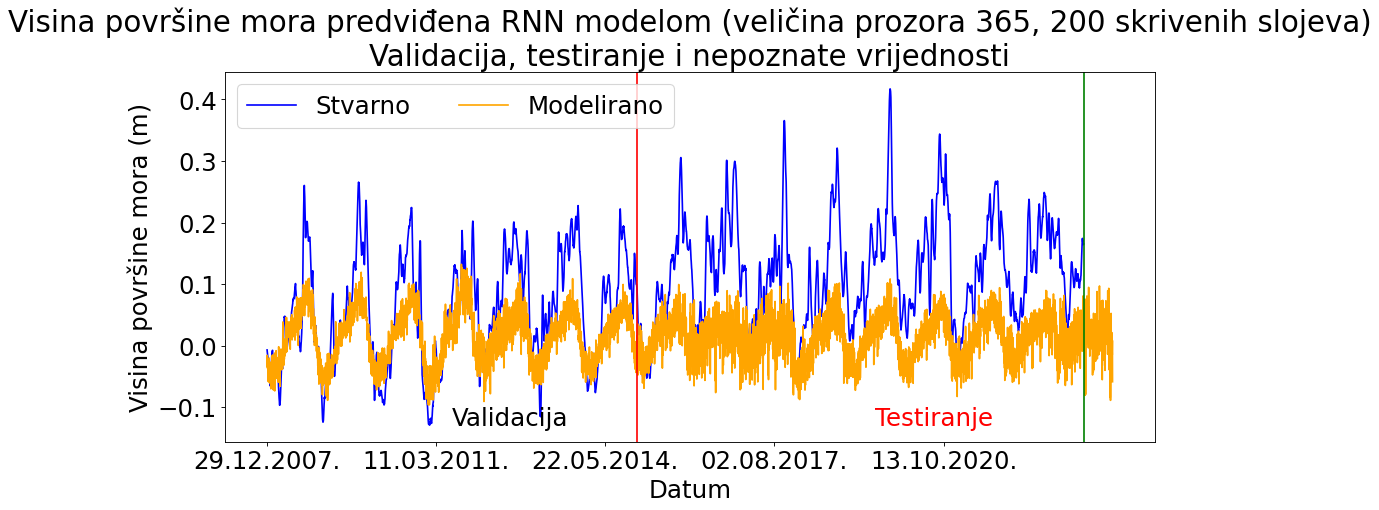 Visina površine mora predviđena RNN modelom (veličina prozora 365, 200 skrivenih slojeva)
Validacija, testiranje i nepoznate vrijednosti
Stvarno
Modelirano
Visina površine mora (m)
0.4
0.3
0.2
0.1
0.0
−0.1
Validacija
Testiranje
29.12.2007.
11.03.2011.
22.05.2014.
02.08.2017.
13.10.2020.
Datum